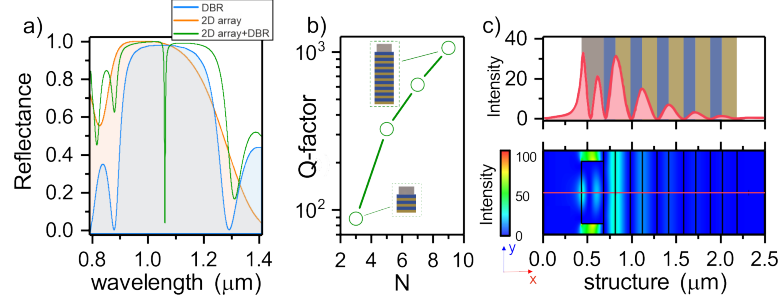 a)
DBR
2D array
2D array+DBR
1.0
0.8
0.6
0.4
0.2
0.0
Reflectance
0.8 1.0 1.2 1.4
wavelength (μm)
b)
10³
10²
Q-factor
2 4 6 8 10
N
c)
40
20
0
Intensity
100
50
0
Intensity
y
x
0.0 0.5 1.0 1.5 2.0 2.5
structure (μm)